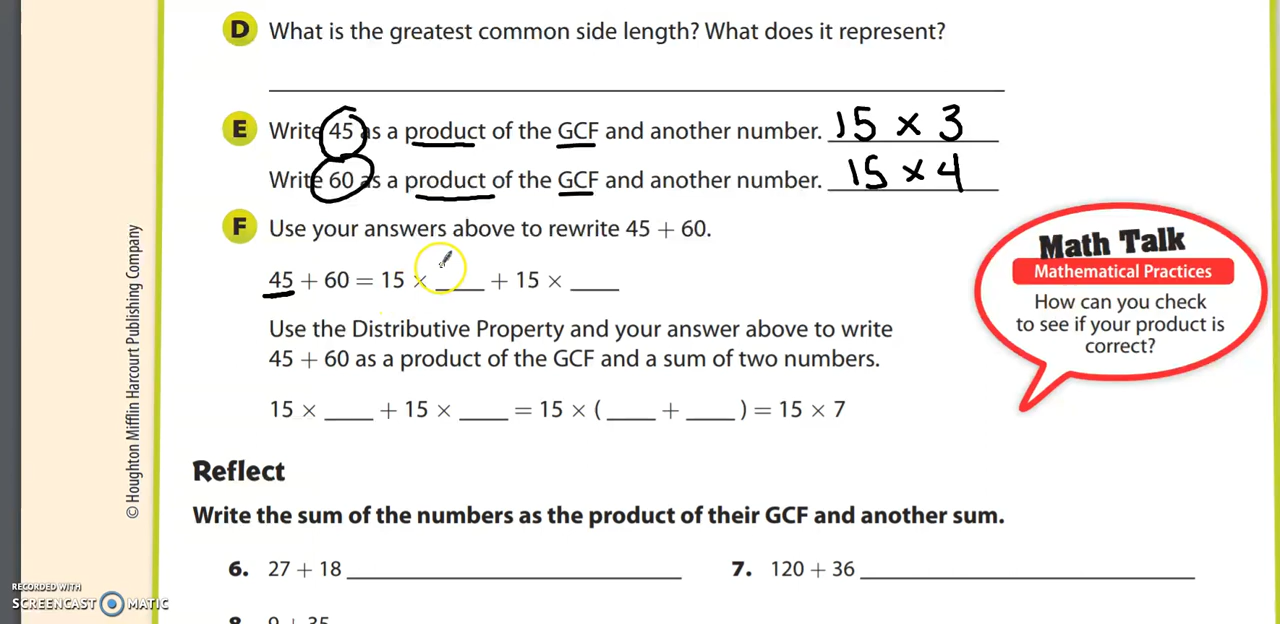 D What is the greatest common side length? What does it represent?
E Write 45 as a product of the GCF and another number. 15 × 3
Write 60 as a product of the GCF and another number. 15 × 4
F Use your answers above to rewrite 45 + 60.
45 + 60 = 15 × ____ + 15 × ____
Use the Distributive Property and your answer above to write
45 + 60 as a product of the GCF and a sum of two numbers.
15 × ____ + 15 × ____ = 15 × ( ____ + ____ ) = 15 × 7
Math Talk
Mathematical Practices
How can you check
to see if your product is
correct?
© Houghton Mifflin Harcourt Publishing Company
Reflect
Write the sum of the numbers as the product of their GCF and another sum.
6. 27 + 18
7. 120 + 36
8. 9 + 35
RECORDED WITH
SCREENCAST MATIC